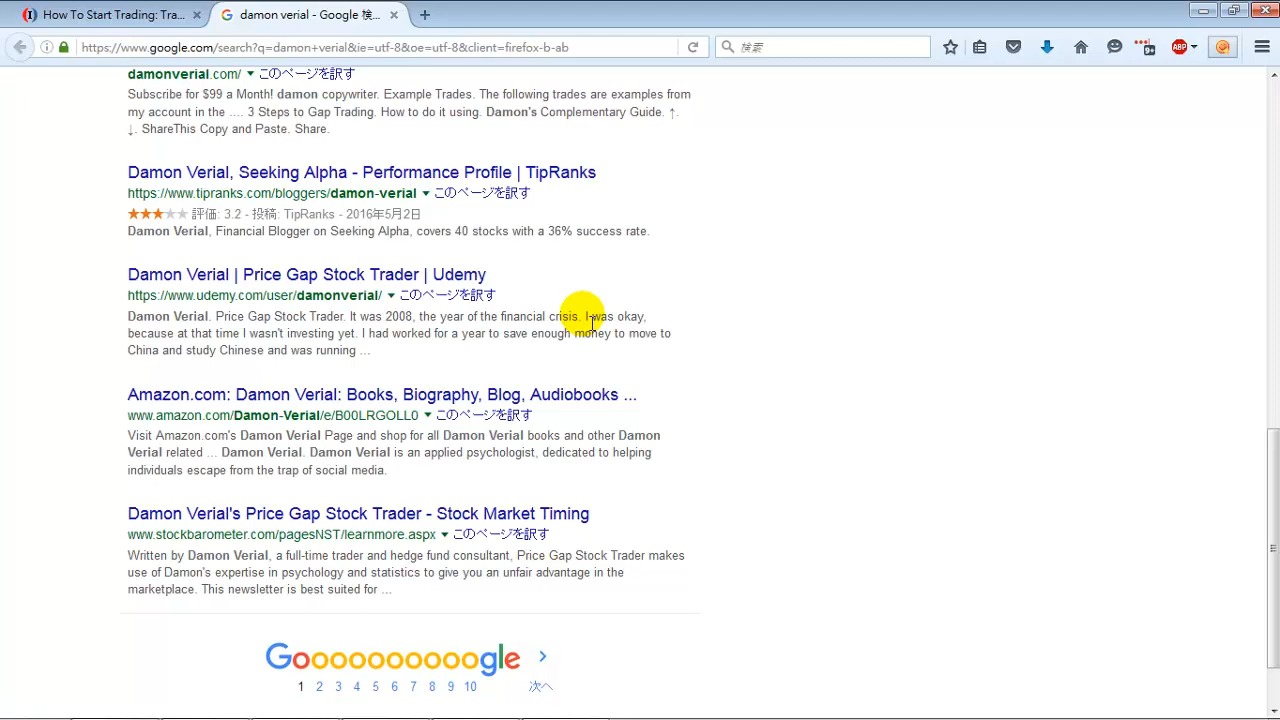 How To Start Trading: Tra...
damon verial - Google 検...
https://www.google.com/search?q=damon+verial&ie=utf-8&oe=utf-8&client=firefox-b-ab
検索
9+
ABP
damonverial.com/ ▼ このページを訳す
Subscribe for $99 a Month! damon copywriter. Example Trades. The following trades are examples from
my account in the .... 3 Steps to Gap Trading. How to do it using. Damon's Complementary Guide. ↑.
↓. ShareThis Copy and Paste. Share.
Damon Verial, Seeking Alpha - Performance Profile | TipRanks
https://www.tipranks.com/bloggers/damon-verial ▼ このページを訳す
★★★★★ 評価: 3.2 - 投稿: TipRanks - 2016年5月2日
Damon Verial, Financial Blogger on Seeking Alpha, covers 40 stocks with a 36% success rate.
Damon Verial | Price Gap Stock Trader | Udemy
https://www.udemy.com/user/damonverial/ ▼ このページを訳す
Damon Verial. Price Gap Stock Trader. It was 2008, the year of the financial crisis. I was okay,
because at that time I wasn't investing yet. I had worked for a year to save enough money to move to
China and study Chinese and was running ...
Amazon.com: Damon Verial: Books, Biography, Blog, Audiobooks ...
www.amazon.com/Damon-Verial/e/B00LRGOLL0 ▼ このページを訳す
Visit Amazon.com's Damon Verial Page and shop for all Damon Verial books and other Damon
Verial related ... Damon Verial. Damon Verial is an applied psychologist, dedicated to helping
individuals escape from the trap of social media.
Damon Verial's Price Gap Stock Trader - Stock Market Timing
www.stockbarometer.com/pagesNST/learnmore.aspx ▼ このページを訳す
Written by Damon Verial, a full-time trader and hedge fund consultant, Price Gap Stock Trader makes
use of Damon's expertise in psychology and statistics to give you an unfair advantage in the
marketplace. This newsletter is best suited for ...
Goooooooooogle >
1 2 3 4 5 6 7 8 9 10 次へ